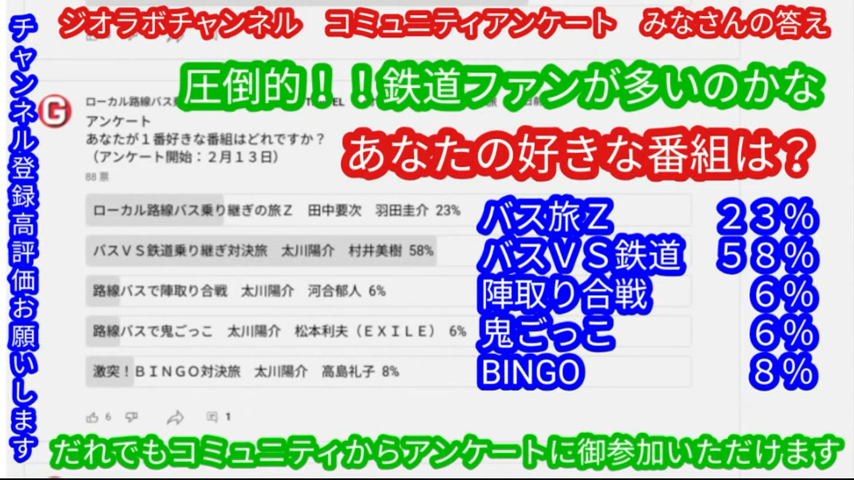 ジオラボチャンネル　コミュニティアンケート　みなさんの答え
チャンネル登録高評価お願いします
圧倒的！！鉄道ファンが多いのかな
ローカル路線バス乗
アンケート
あなたが１番好きな番組はどれですか？
（アンケート開始：２月１３日）
88 票
あなたの好きな番組は？
ローカル路線バス乗り継ぎの旅Ｚ　田中要次　羽田圭介 23%
バスＶＳ鉄道乗り継ぎ対決旅　太川陽介　村井美樹 58%
路線バスで陣取り合戦　太川陽介　河合郁人 6%
路線バスで鬼ごっこ　太川陽介　松本利夫（ＥＸＩＬＥ） 6%
激突！ＢＩＮＧＯ対決旅　太川陽介　高島礼子 8%
バス旅Ｚ　２３％
バスＶＳ鉄道　５８％
陣取り合戦　６％
鬼ごっこ　６％
BINGO　８％
6 1
だれでもコミュニティからアンケートに御参加いただけます